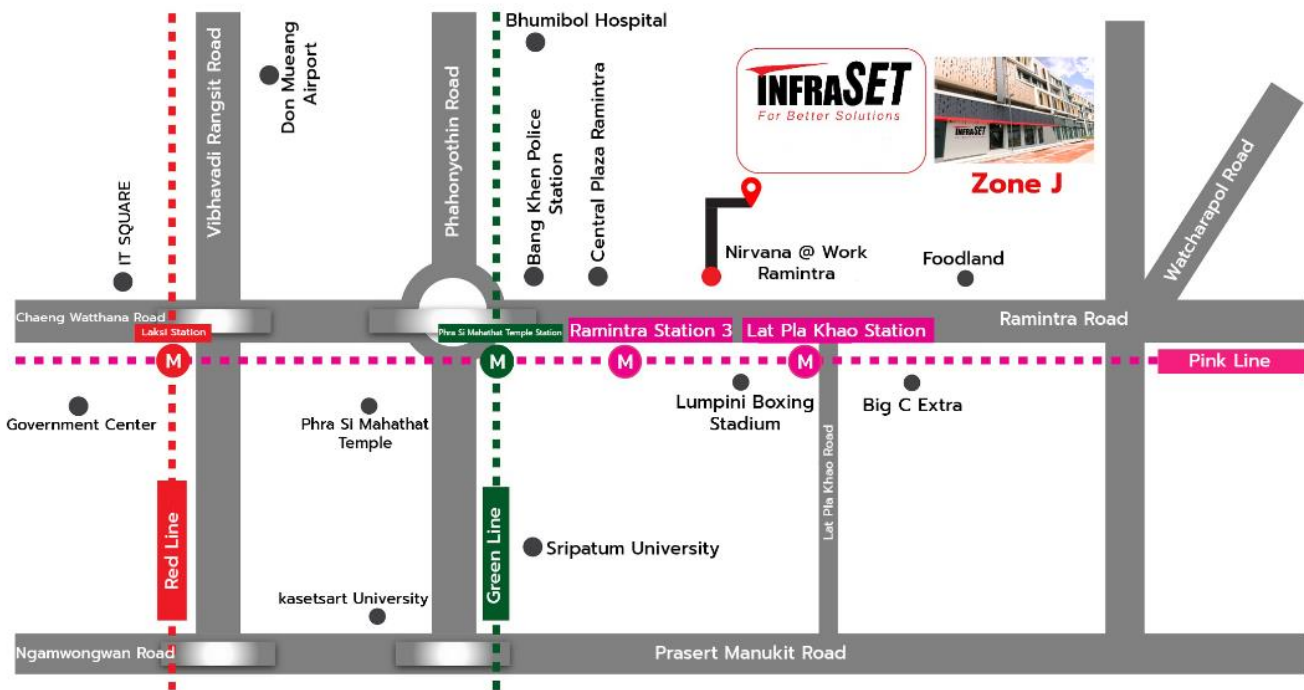 Bhumibol Hospital
Vibhavadi Rangsit Road
Don Mueang
Airport
Phahonyothin Road
Bang Khen Police
Station
Central Plaza Ramintra
INFRASET
For Better Solutions
INFRASET
Zone J
Watcharapol Road
IT SQUARE
Nirvana @ Work
Ramintra
Foodland
Chaeng Watthana Road
Ramintra Road
Laksi Station
Phra Si Mahathat Temple Station
Ramintra Station 3
Lat Pla Khao Station
M
M
M
M
Pink Line
Government Center
Phra Si Mahathat
Temple
Lumpini Boxing
Stadium
Big C Extra
Lat Pla Khao Road
Red Line
Green Line
Sripatum University
kasetsart University
Ngamwongwan Road
Prasert Manukit Road